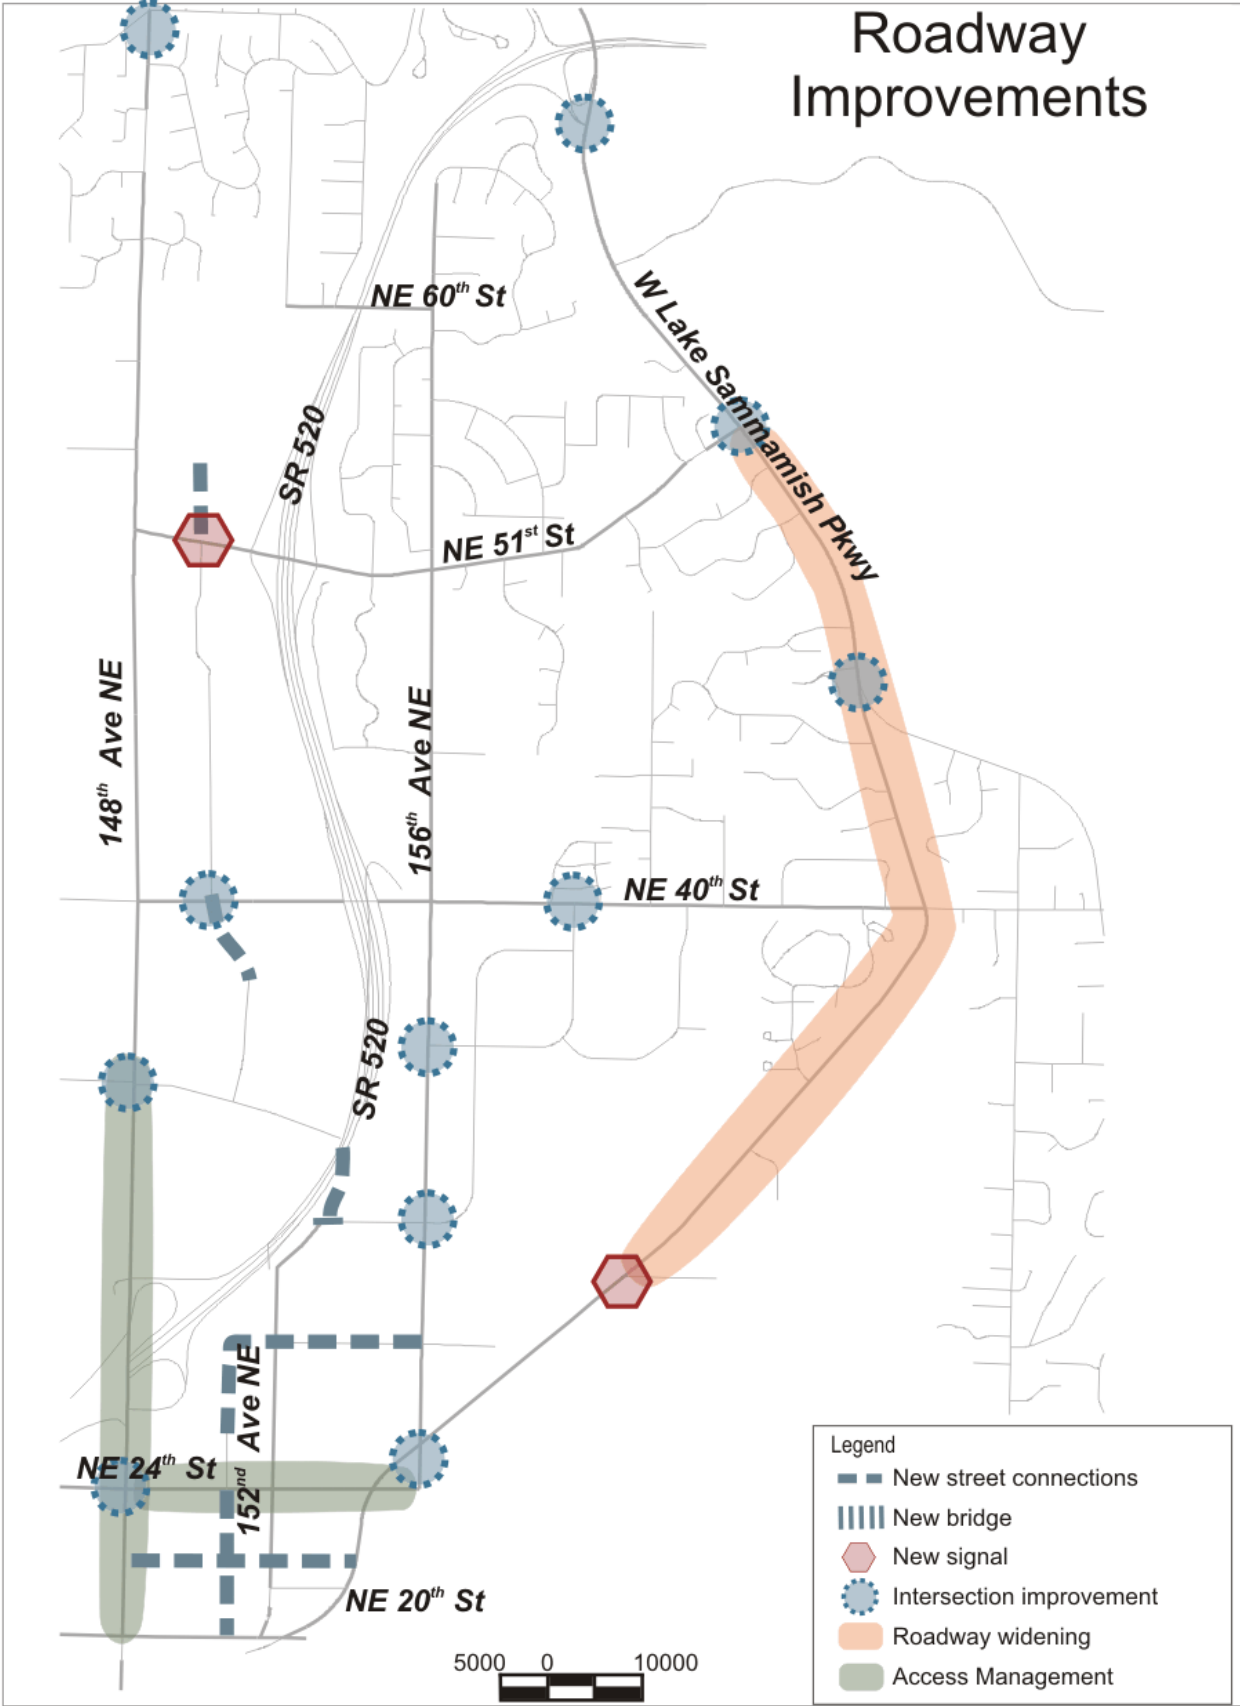 Roadway
Improvements
NE 60th St
W Lake Sammamish Pkwy
SR 520
NE 51st St
148th Ave NE
156th Ave NE
NE 40th St
SR 520
152nd Ave NE
NE 24th St
NE 20th St
Legend
New street connections
New bridge
New signal
Intersection improvement
Roadway widening
Access Management
5000 0 10000